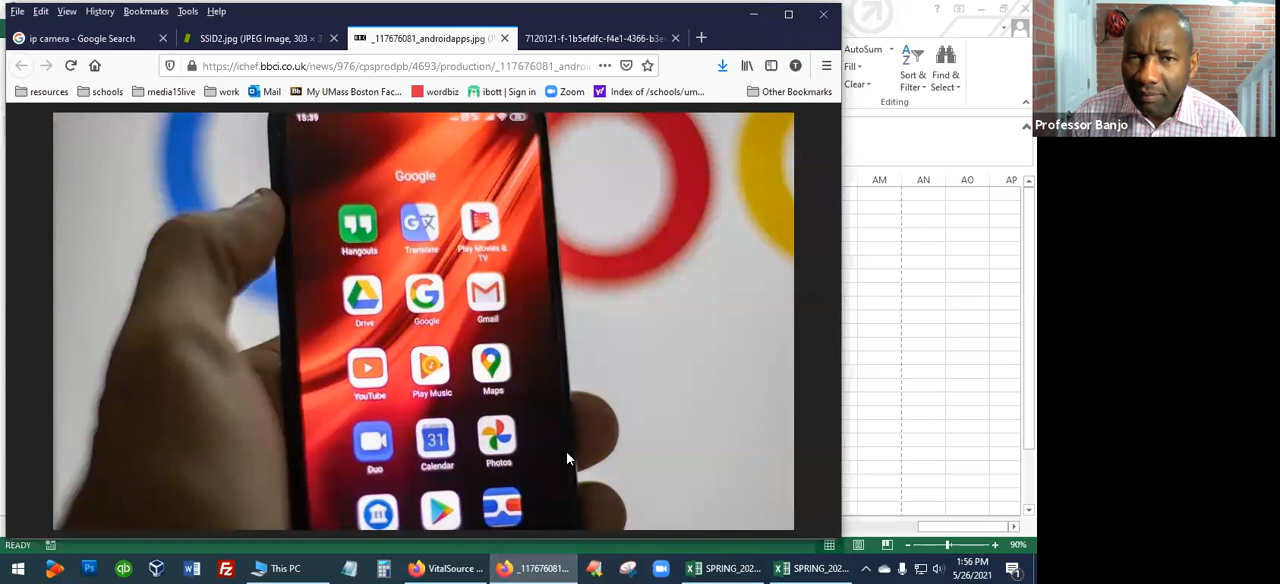 File Edit View History Bookmarks Tools Help
ip camera - Google Search
SSID2.jpg (JPEG Image, 303 × 3
_117676081_androidapps.jpg (J
7120121-f-1b5efdfc-f4e1-4366-b3e
https://chef.bbci.co.uk/news/976/cpsprodpb/4693/production/_117676081_andro
resources schools media15live work Mail My UMass Boston Fac... wordbiz ibott | Sign in Zoom Index of /schools/um... Other Bookmarks
15:39
Google
Hangouts Translate Play Movies & TV
Drive Google Gmail
YouTube Play Music Maps
Duo 31 Calendar Photos
AutoSum
Fill
Clear
Sort & Filter
Find & Select
Editing
AM AN AO AP
Professor Banjo
READY
90%
This PC
VitalSource ...
_117676081...
SPRING_202...
SPRING_202...
1:56 PM
5/26/2021